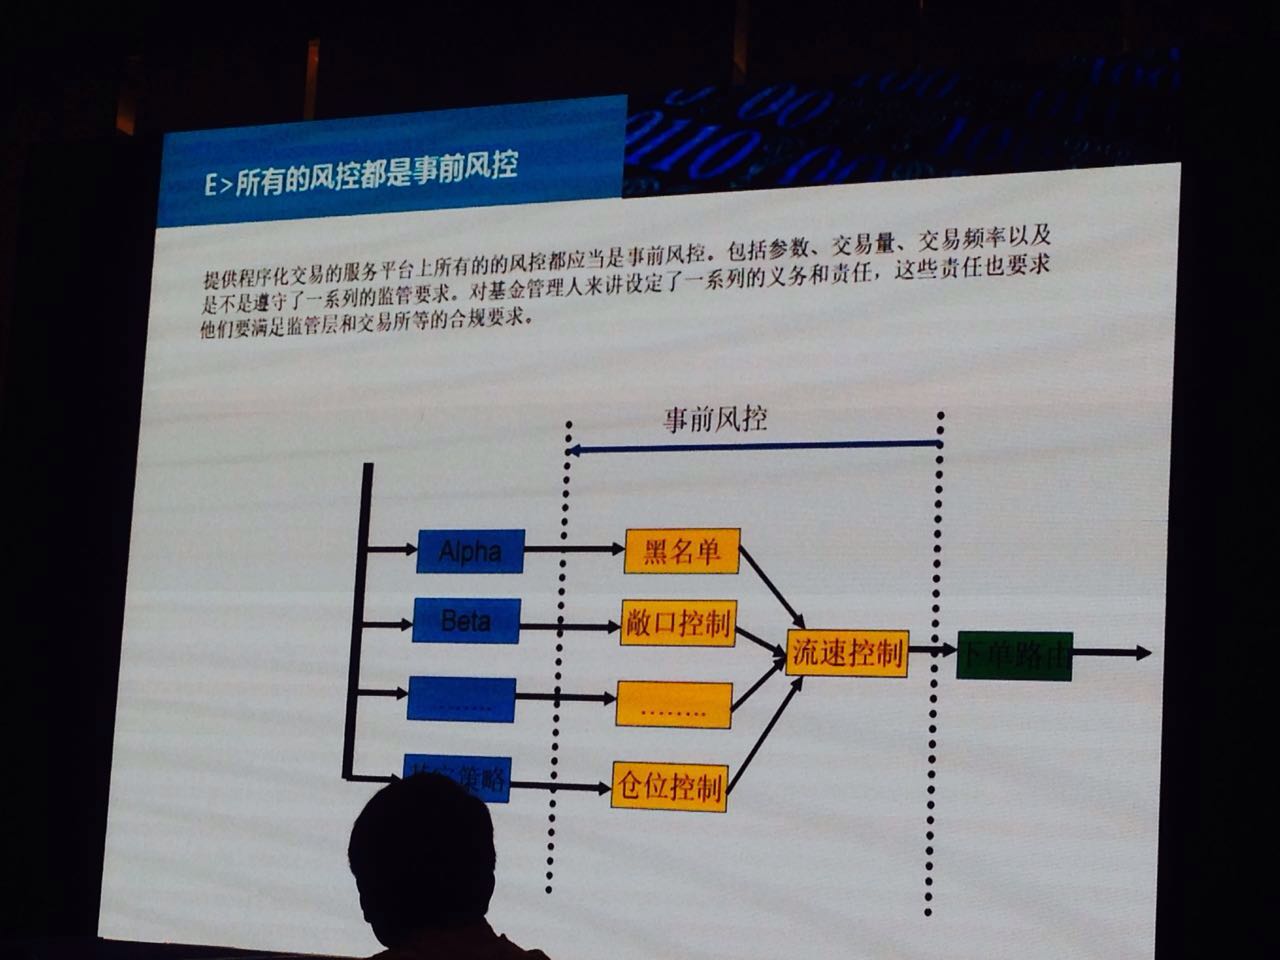 E>所有的风控都是事前风控
提供程序化交易的服务平台上所有的的风控都应当是事前风控。包括参数、交易量、交易频率以及
是不是遵守了一系列的监管要求。对基金管理人来讲设定了一系列的义务和责任，这些责任也要求
他们要满足监管层和交易所等的合规要求。
事前风控
Alpha
黑名单
Beta
敞口控制
流速控制
下单路由
........
........
策略
仓位控制